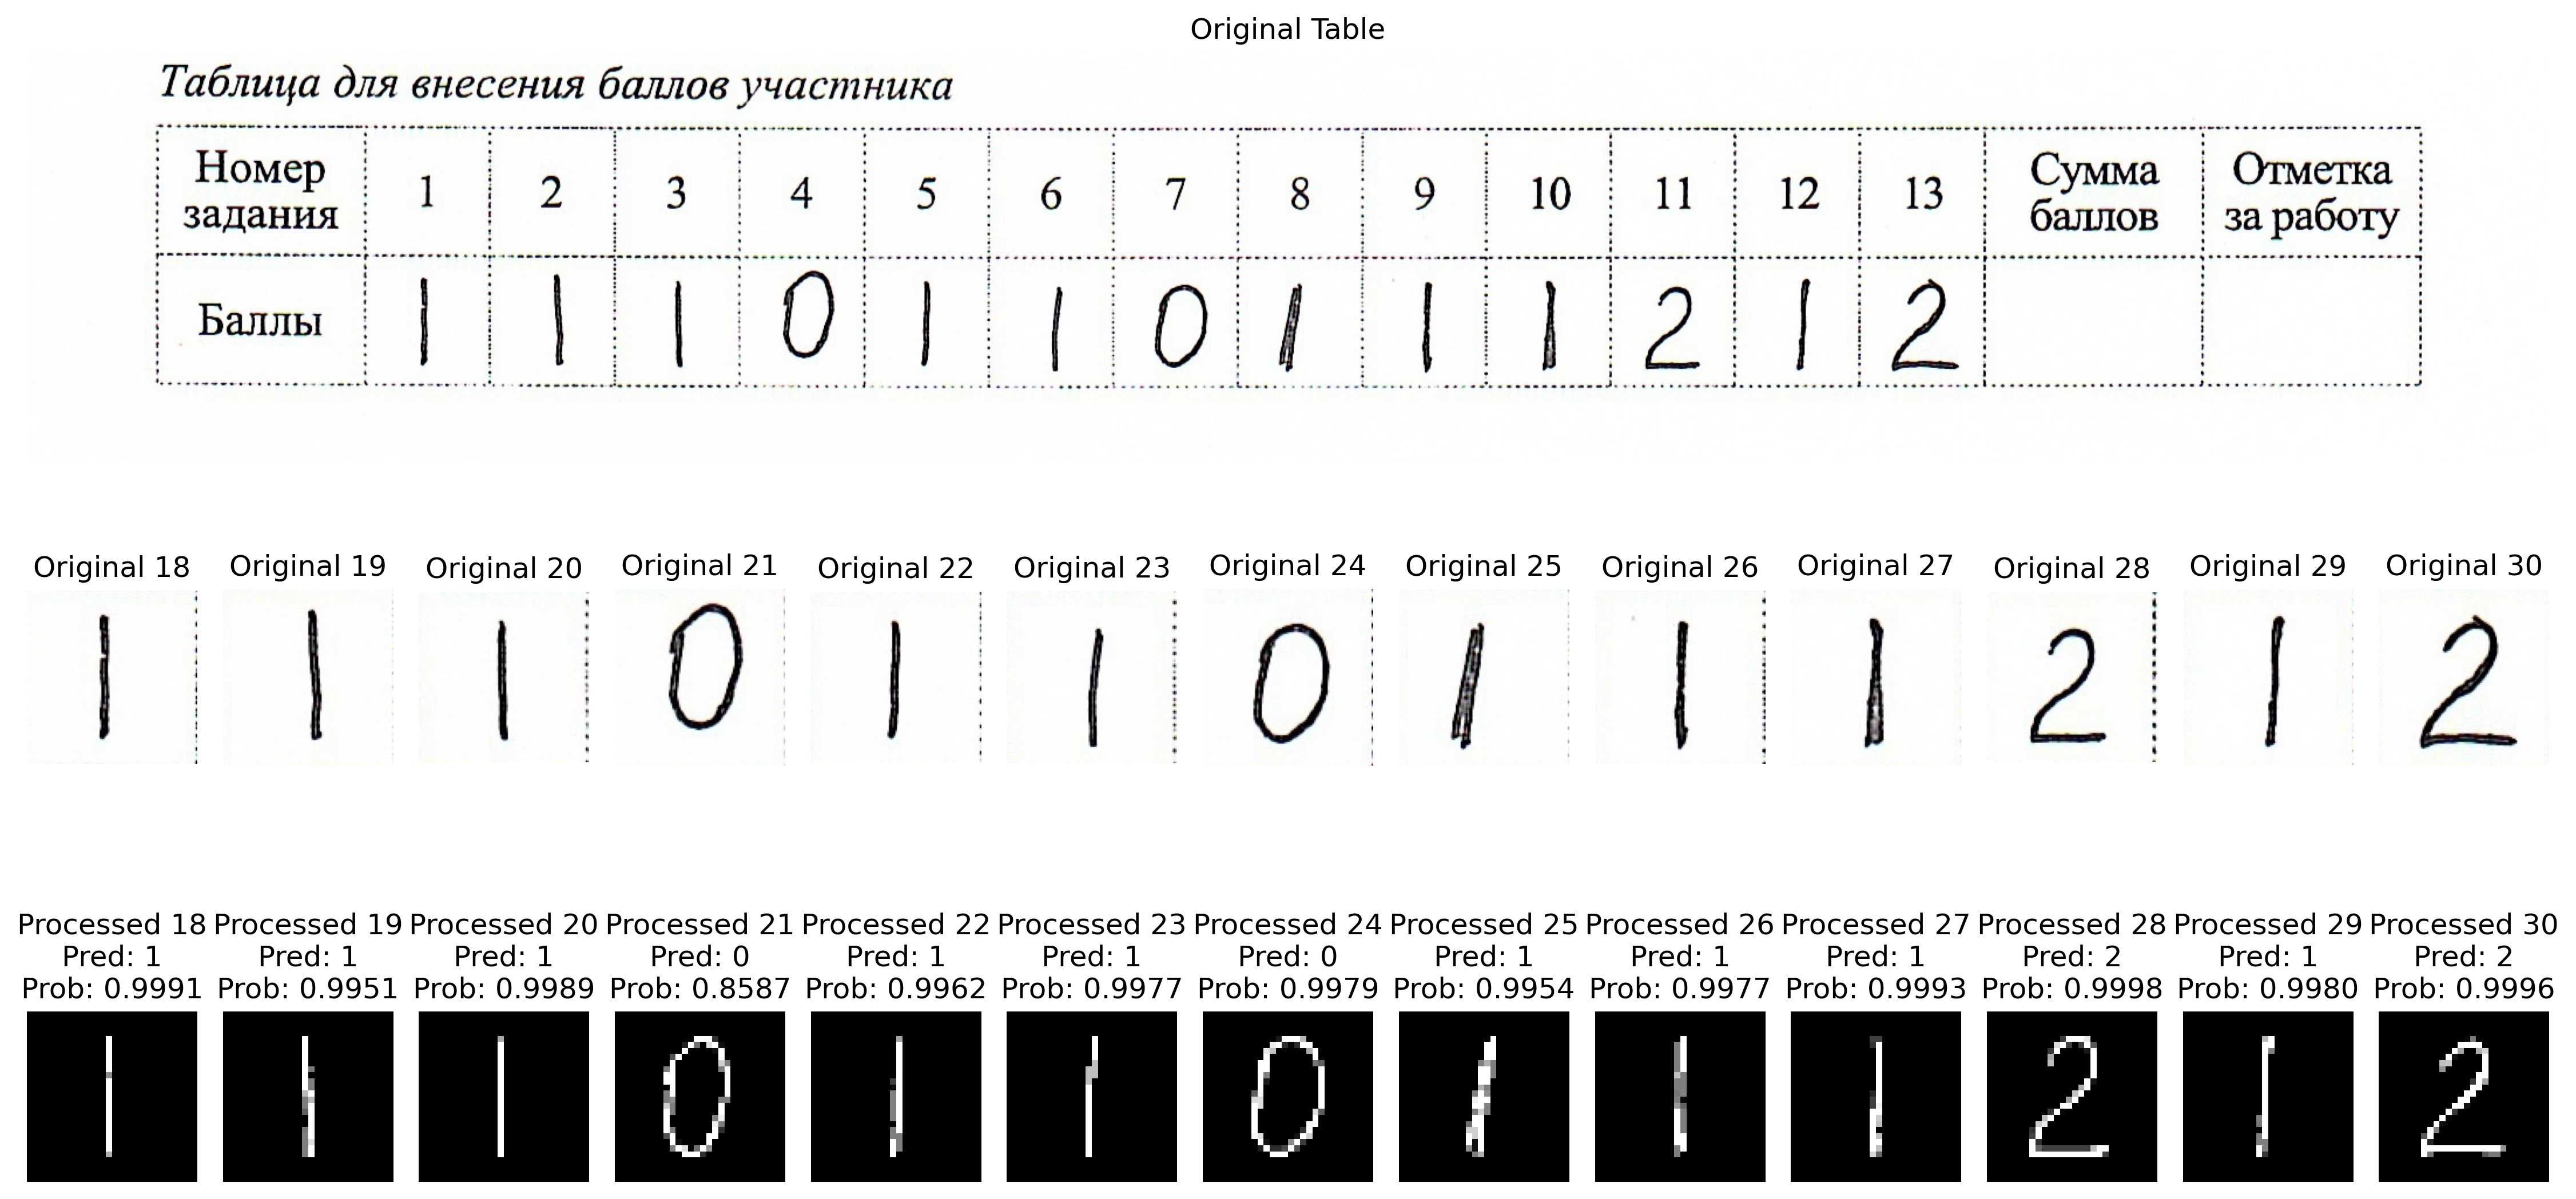 Original Table
Таблица для внесения баллов участника
Номер задания 1 2 3 4 5 6 7 8 9 10 11 12 13 Сумма баллов Отметка за работу
Баллы 1 1 1 0 1 1 0 1 1 1 2 1 2
Original 18 Original 19 Original 20 Original 21 Original 22 Original 23 Original 24 Original 25 Original 26 Original 27 Original 28 Original 29 Original 30
1 1 1 0 1 1 0 1 1 1 2 1 2
Processed 18 Processed 19 Processed 20 Processed 21 Processed 22 Processed 23 Processed 24 Processed 25 Processed 26 Processed 27 Processed 28 Processed 29 Processed 30
Pred: 1 Pred: 1 Pred: 1 Pred: 0 Pred: 1 Pred: 1 Pred: 0 Pred: 1 Pred: 1 Pred: 1 Pred: 2 Pred: 1 Pred: 2
Prob: 0.9991 Prob: 0.9951 Prob: 0.9989 Prob: 0.8587 Prob: 0.9962 Prob: 0.9977 Prob: 0.9979 Prob: 0.9954 Prob: 0.9977 Prob: 0.9993 Prob: 0.9998 Prob: 0.9980 Prob: 0.9996
1 1 1 0 1 1 0 1 1 1 2 1 2